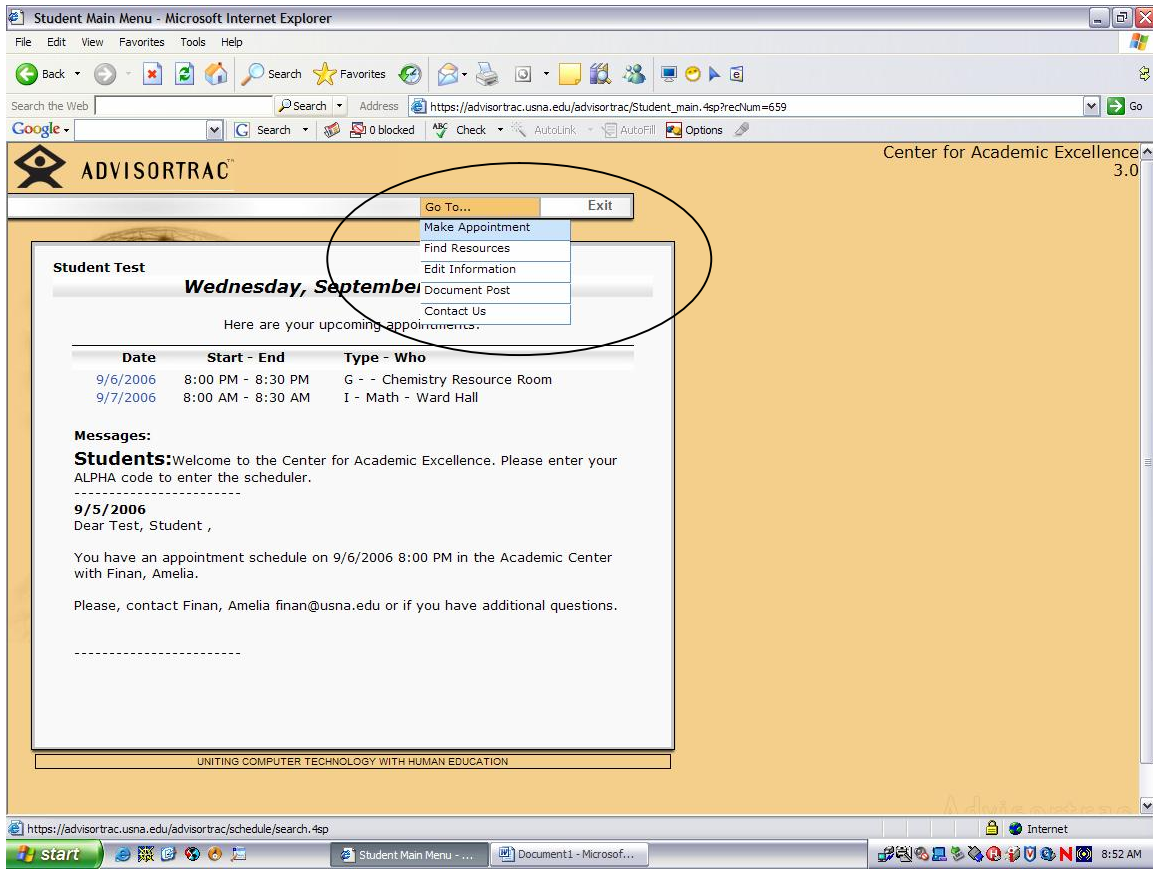 Student Main Menu - Microsoft Internet Explorer
File Edit View Favorites Tools Help
Back Search Favorites
Search the Web Search Address https://advisortrac.usna.edu/advisortrac/Student_main.4sp?recNum=659 Go
Google Search 0 blocked ABC Check AutoLink AutoFill Options
ADVISORTRAC™
Center for Academic Excellence
3.0
Go To... Exit
Make Appointment
Find Resources
Edit Information
Document Post
Contact Us
Student Test
Wednesday, September
Here are your upcoming appointments:
Date Start - End Type - Who
9/6/2006 8:00 PM - 8:30 PM G - - Chemistry Resource Room
9/7/2006 8:00 AM - 8:30 AM I - Math - Ward Hall
Messages:
Students:Welcome to the Center for Academic Excellence. Please enter your
ALPHA code to enter the scheduler.
------------------------
9/5/2006
Dear Test, Student ,
You have an appointment schedule on 9/6/2006 8:00 PM in the Academic Center
with Finan, Amelia.
Please, contact Finan, Amelia finan@usna.edu or if you have additional questions.
------------------------
UNITING COMPUTER TECHNOLOGY WITH HUMAN EDUCATION
https://advisortrac.usna.edu/advisortrac/schedule/search.4sp Internet
start Student Main Menu - ... Document1 - Microsof... 8:52 AM